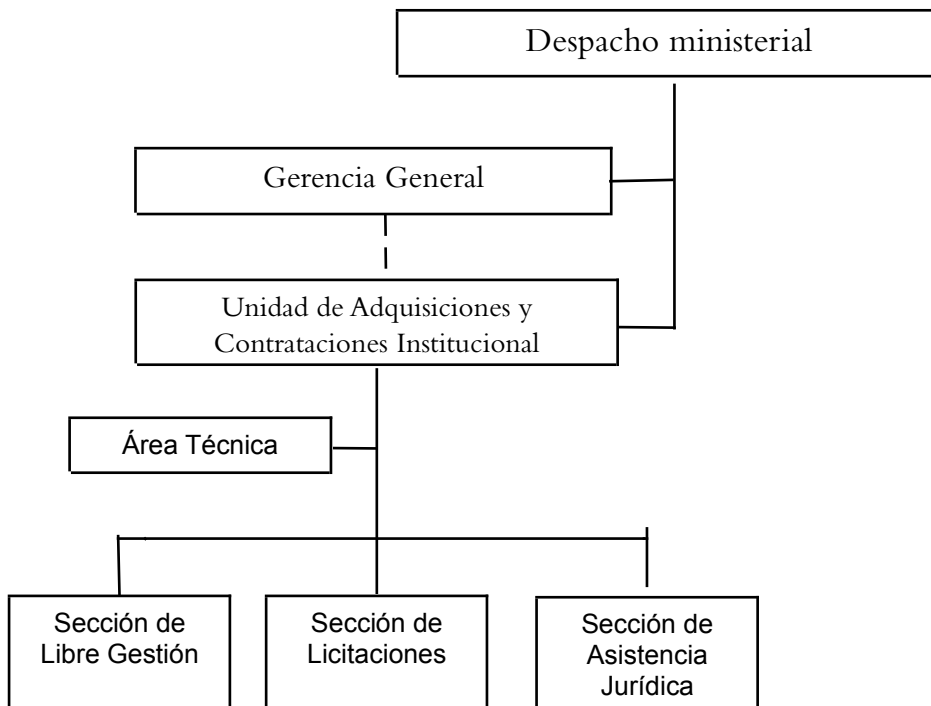 Despacho ministerial
Gerencia General
Unidad de Adquisiciones y
Contrataciones Institucional
Área Técnica
Sección de
Libre Gestión
Sección de
Licitaciones
Sección de
Asistencia
Jurídica